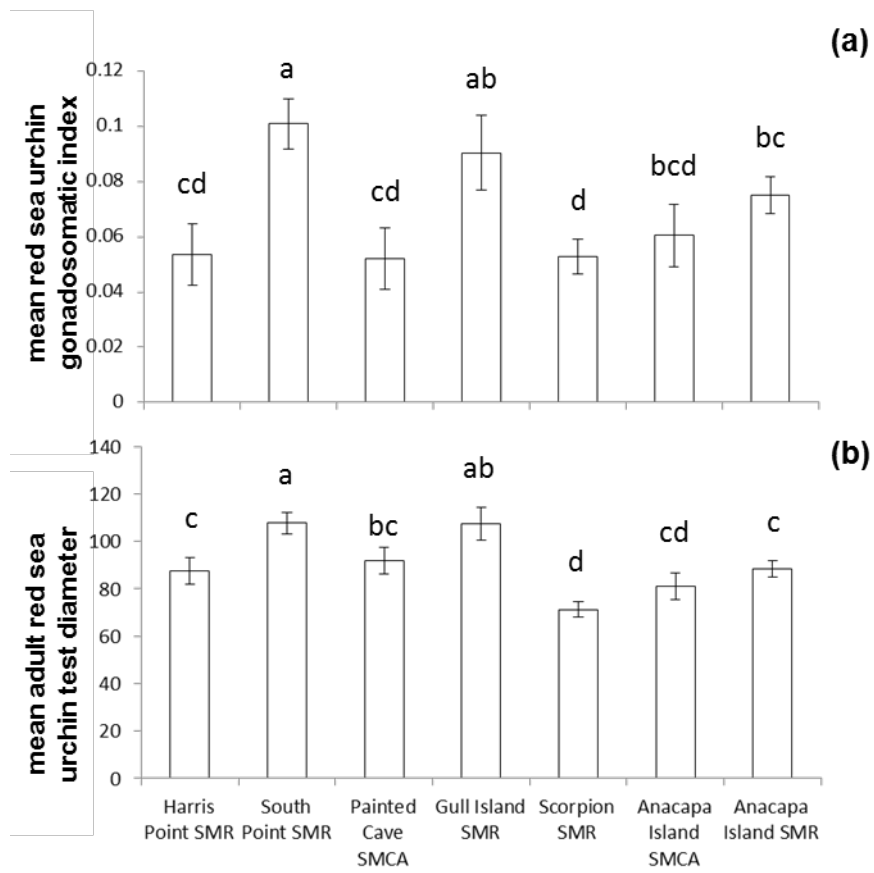 (a)
mean red sea urchin
gonadosomatic index
0.12
0.1
0.08
0.06
0.04
0.02
0
cd
a
cd
ab
d
bcd
bc
(b)
mean adult red sea
urchin test diameter
140
120
100
80
60
40
20
0
c
a
bc
ab
d
cd
c
Harris
Point SMR
South
Point SMR
Painted
Cave
SMCA
Gull Island
SMR
Scorpion
SMR
Anacapa
Island
SMCA
Anacapa
Island SMR